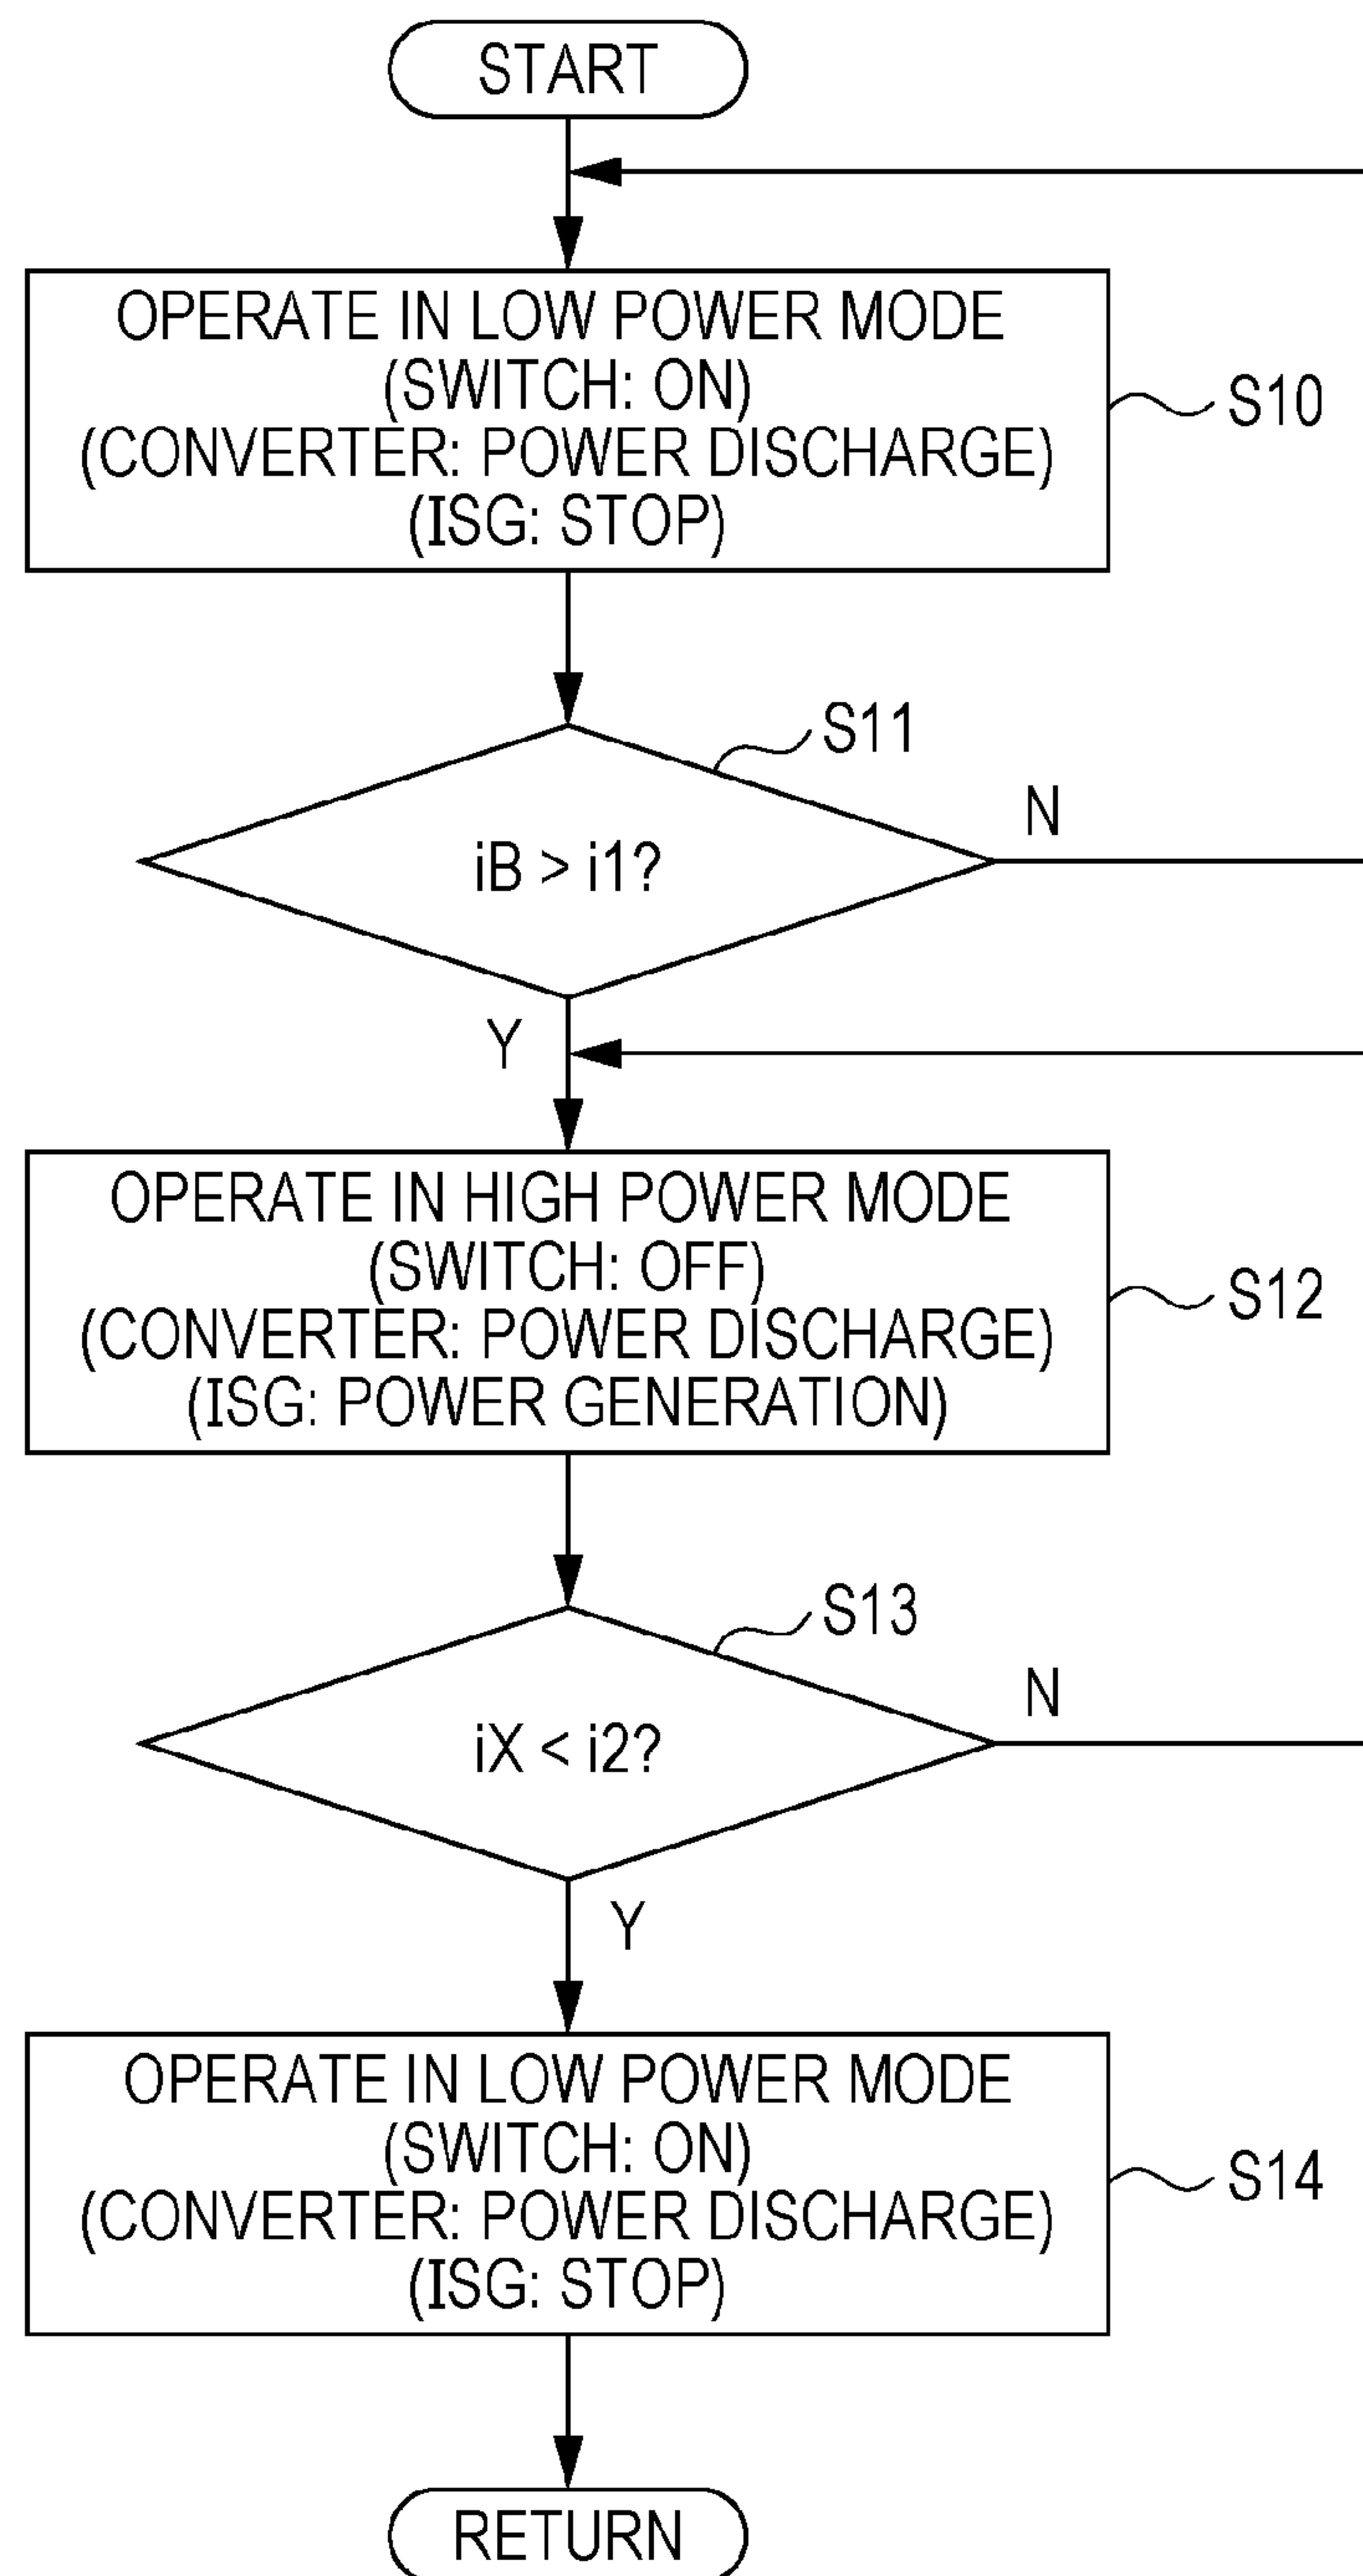 START
OPERATE IN LOW POWER MODE
(SWITCH: ON)
(CONVERTER: POWER DISCHARGE)
(ISG: STOP)
S10
S11
iB > i1?
N
Y
OPERATE IN HIGH POWER MODE
(SWITCH: OFF)
(CONVERTER: POWER DISCHARGE)
(ISG: POWER GENERATION)
S12
S13
iX < i2?
N
Y
OPERATE IN LOW POWER MODE
(SWITCH: ON)
(CONVERTER: POWER DISCHARGE)
(ISG: STOP)
S14
RETURN